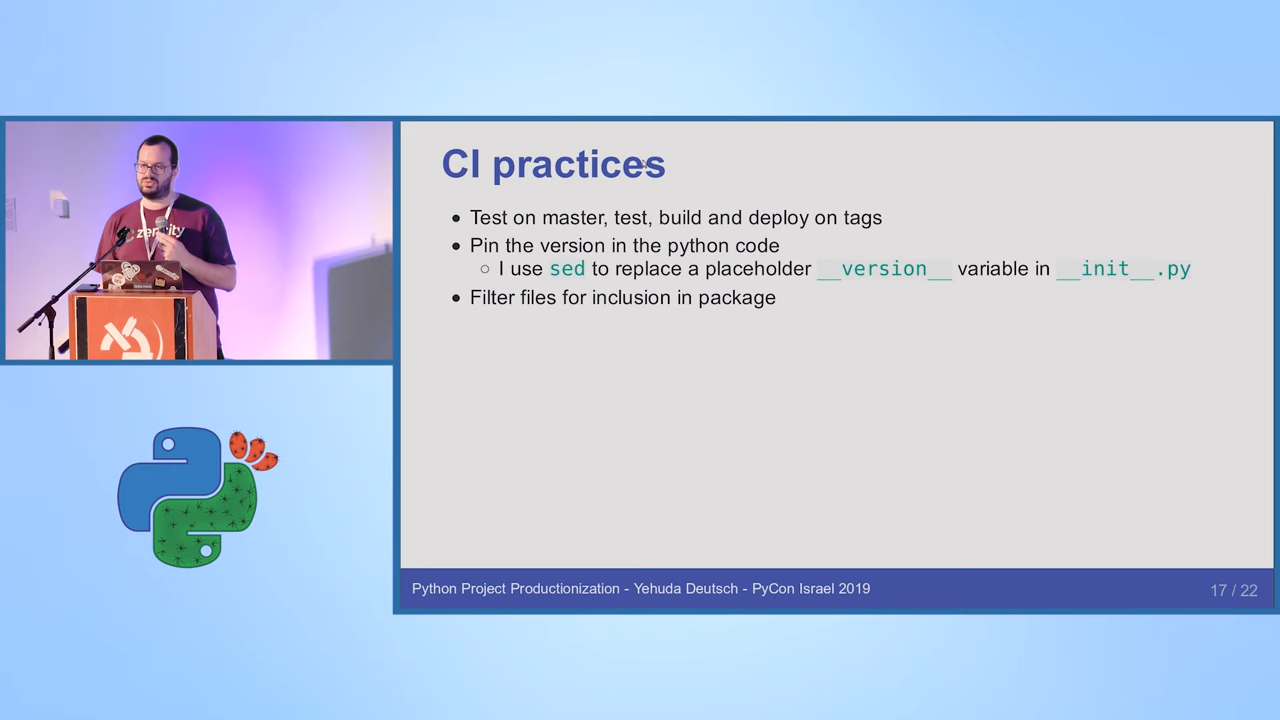 zencity
CI practices
• Test on master, test, build and deploy on tags
• Pin the version in the python code
○ I use sed to replace a placeholder __version__ variable in __init__.py
• Filter files for inclusion in package
Python Project Productionization - Yehuda Deutsch - PyCon Israel 2019
17 / 22